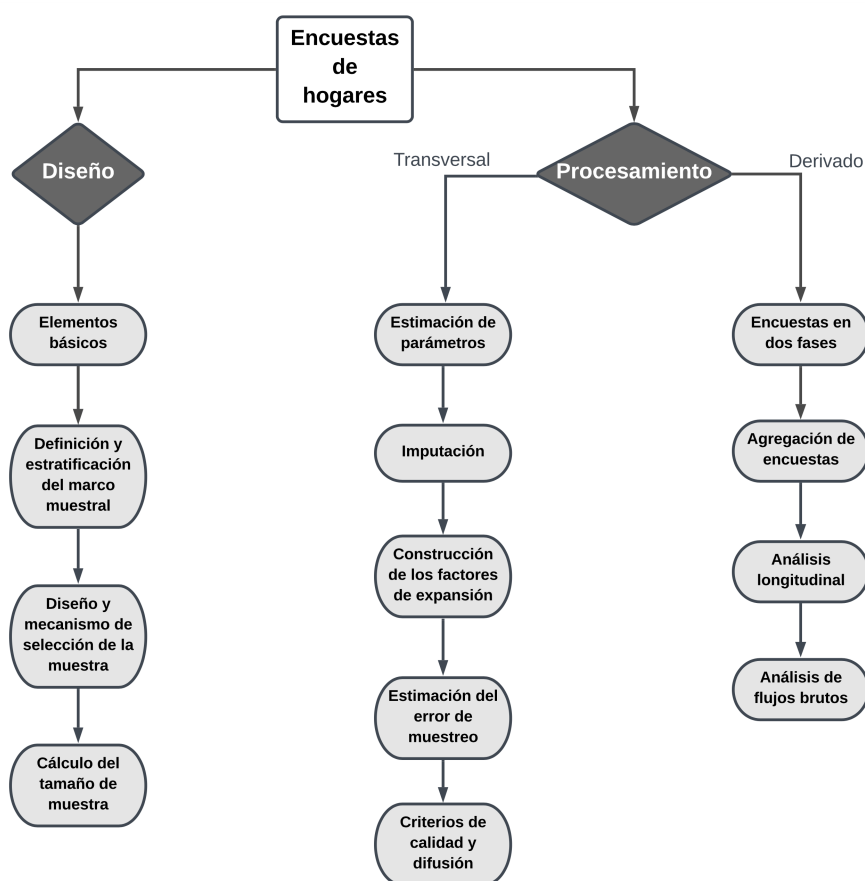 Encuestas
de
hogares
Diseño
Transversal
Procesamiento
Derivado
Elementos
básicos
Definición y
estratificación
del marco
muestral
Diseño y
mecanismo de
selección de la
muestra
Cálculo del
tamaño de
muestra
Estimación de
parámetros
Imputación
Construcción
de los factores
de expansión
Estimación del
error de
muestreo
Criterios de
calidad y
difusión
Encuestas en
dos fases
Agregación de
encuestas
Análisis
longitudinal
Análisis de
flujos brutos